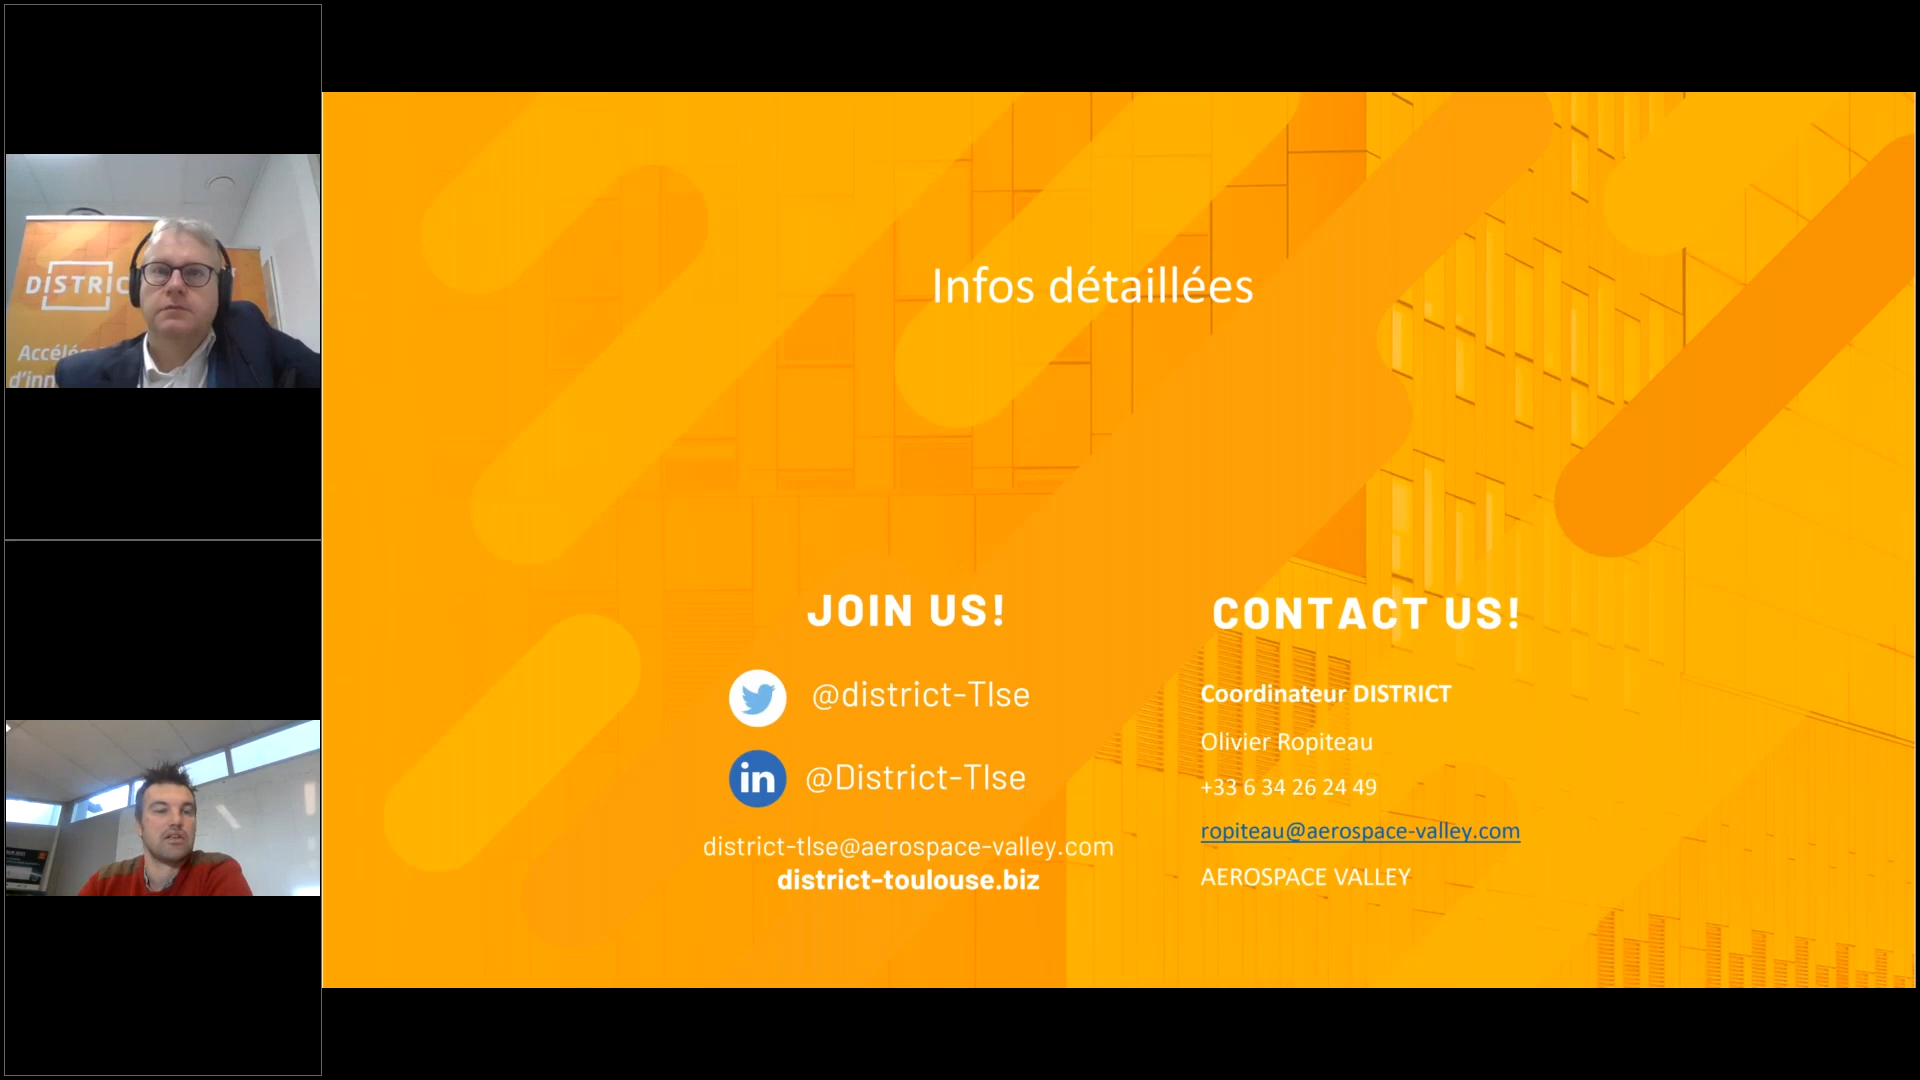 DISTRIC
Accélé
d'inn
Infos détaillées
JOIN US!
@district-Tlse
in @District-Tlse
district-tlse@aerospace-valley.com
district-toulouse.biz
CONTACT US!
Coordinateur DISTRICT
Olivier Ropiteau
+33 6 34 26 24 49
ropiteau@aerospace-valley.com
AEROSPACE VALLEY